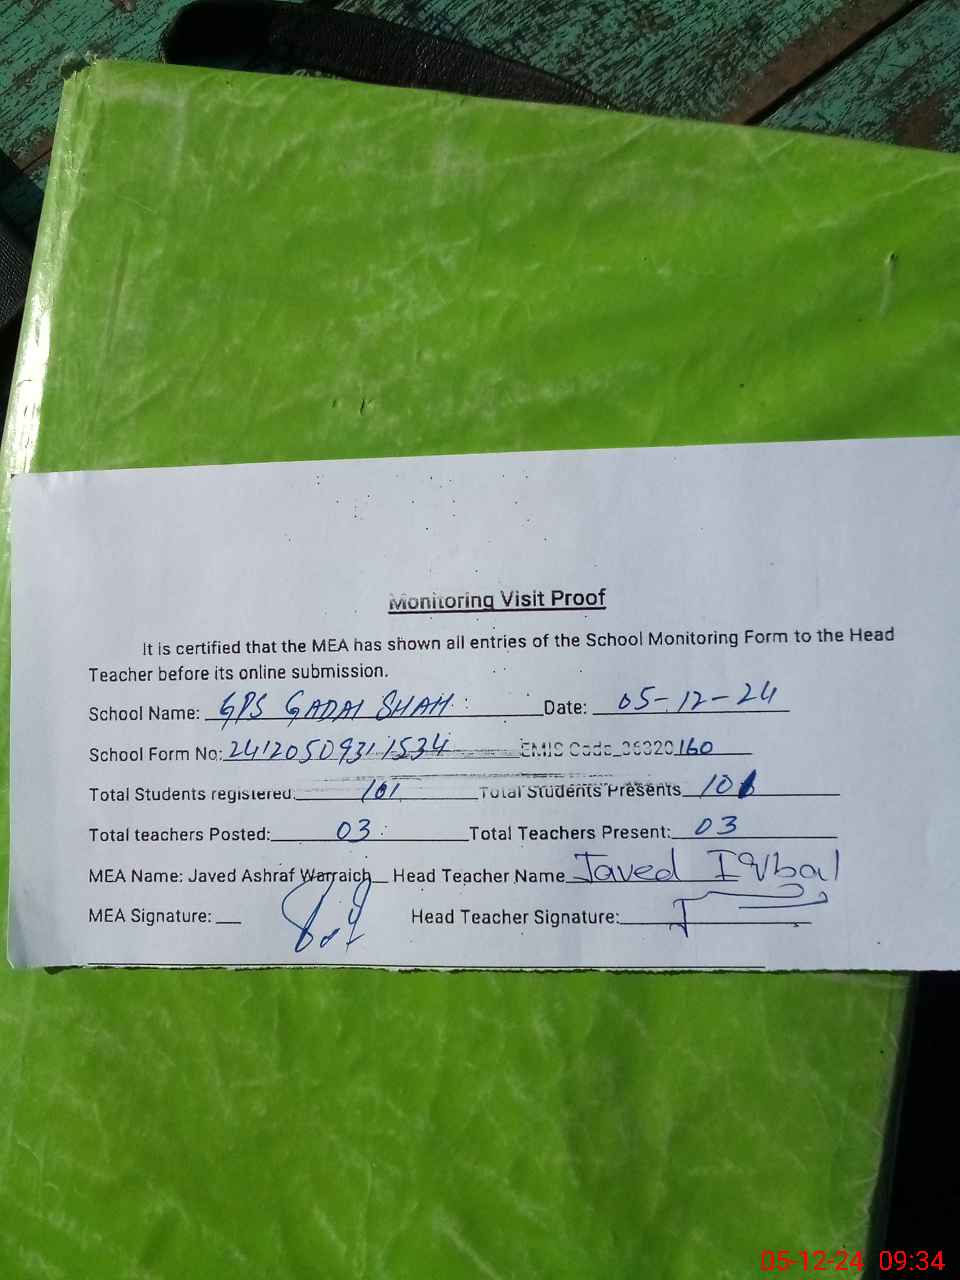 Monitoring Visit Proof
It is certified that the MEA has shown all entries of the School Monitoring Form to the Head
Teacher before its online submission.
School Name: GPS GADAI SHAH Date: 05-12-24
School Form No: 241205093111534 EMIS Code_36320160
Total Students registered: 101 Total Students Presents 101
Total teachers Posted: 03 Total Teachers Present: 03
MEA Name: Javed Ashraf Warraich Head Teacher Name Javed Iqbal
MEA Signature: Head Teacher Signature:
05-12-24 09:34